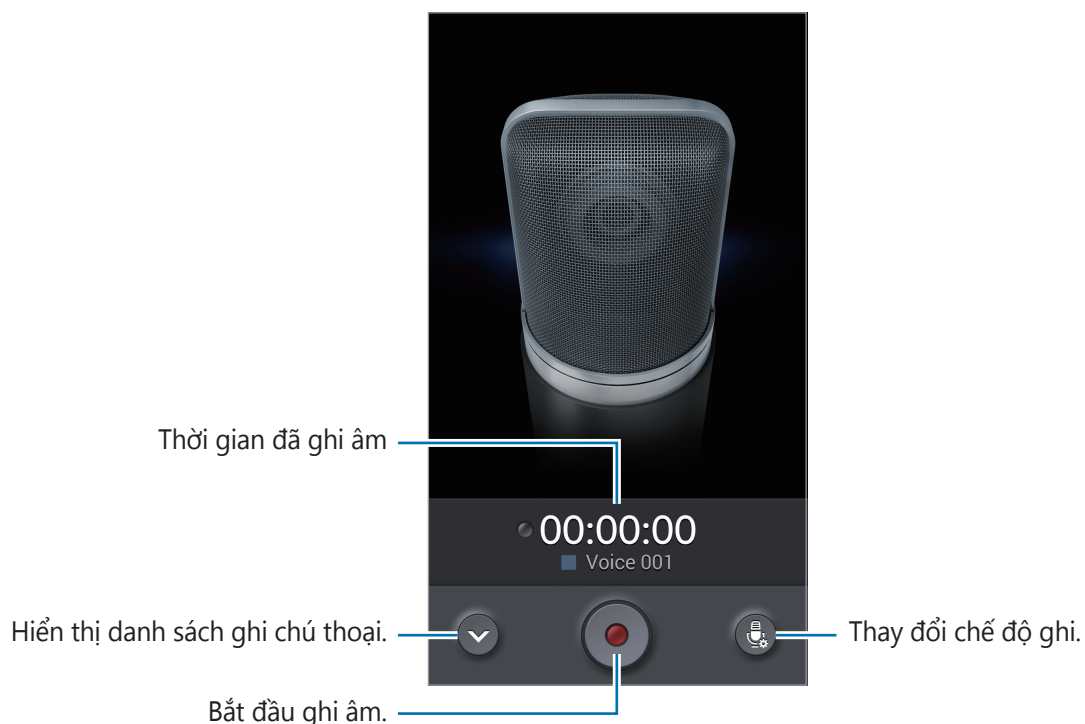 Thời gian đã ghi âm
00:00:00
Voice 001
Hiển thị danh sách ghi chú thoại.
Thay đổi chế độ ghi.
Bắt đầu ghi âm.